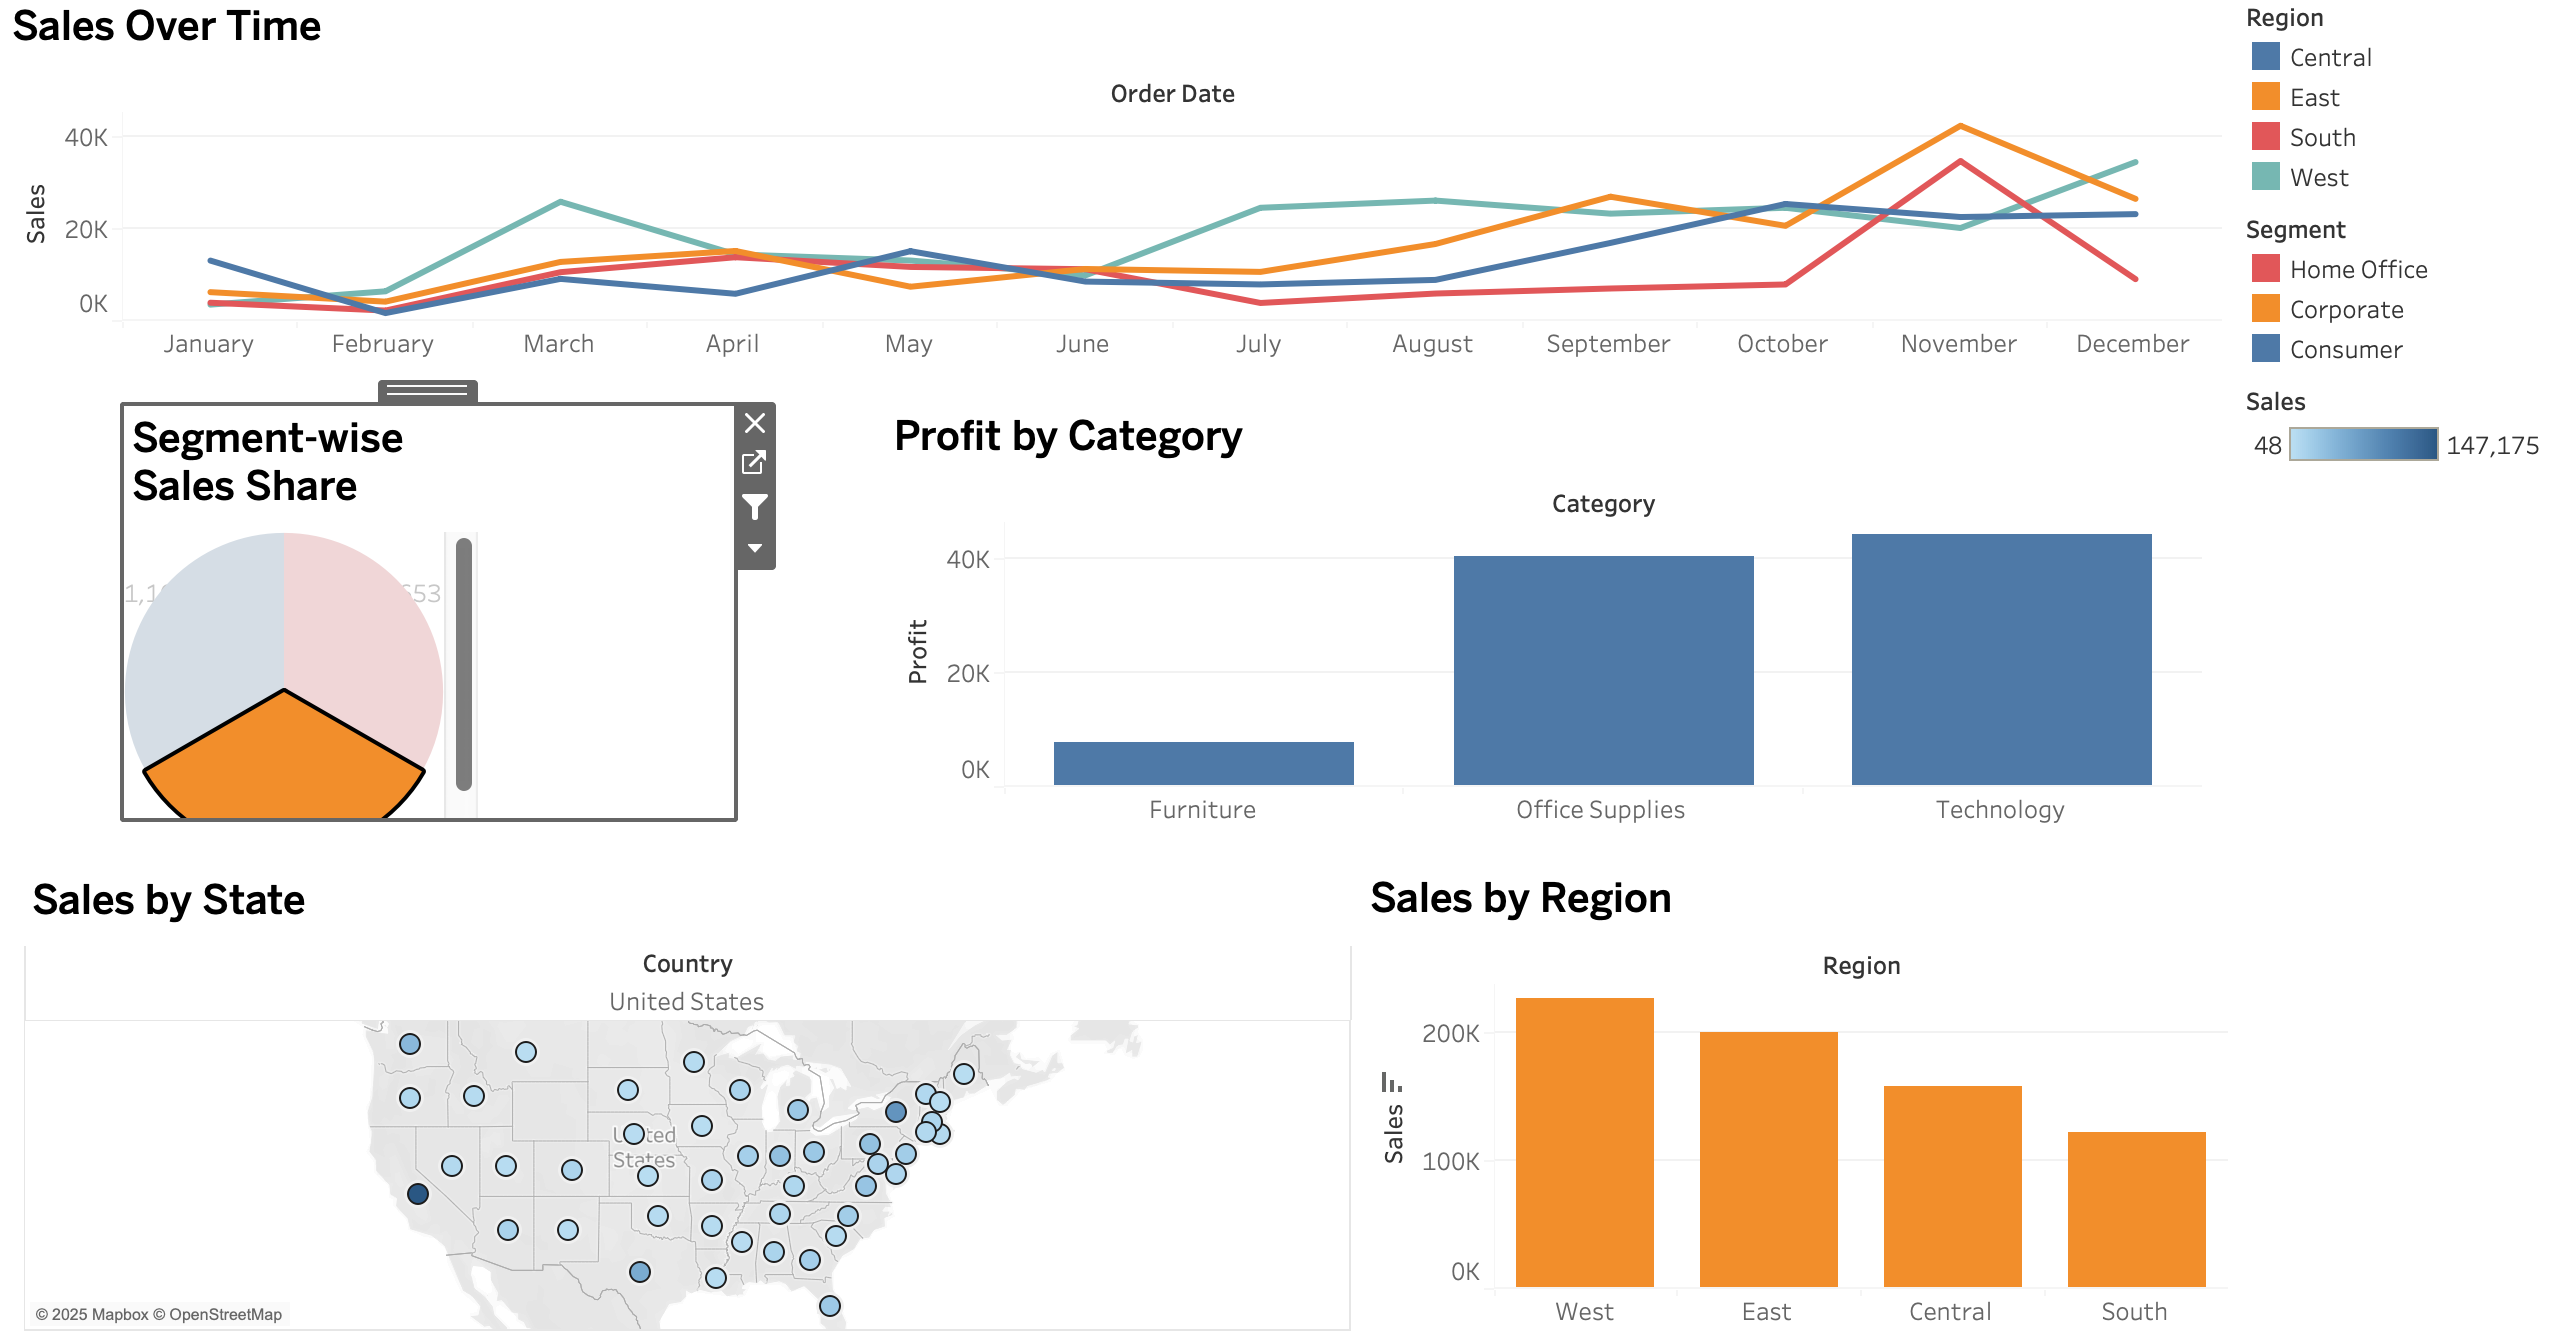 Sales Over Time
Order Date
Sales
40K
20K
0K
January February March April May June July August September October November December
Region
Central
East
South
West
Segment
Home Office
Corporate
Consumer
Sales
48 147,175
Segment-wise
Sales Share
Profit by Category
Category
Profit
40K
20K
0K
Furniture Office Supplies Technology
Sales by State
Country
United States
States
© 2025 Mapbox © OpenStreetMap
Sales by Region
Region
Sales
200K
100K
0K
West East Central South